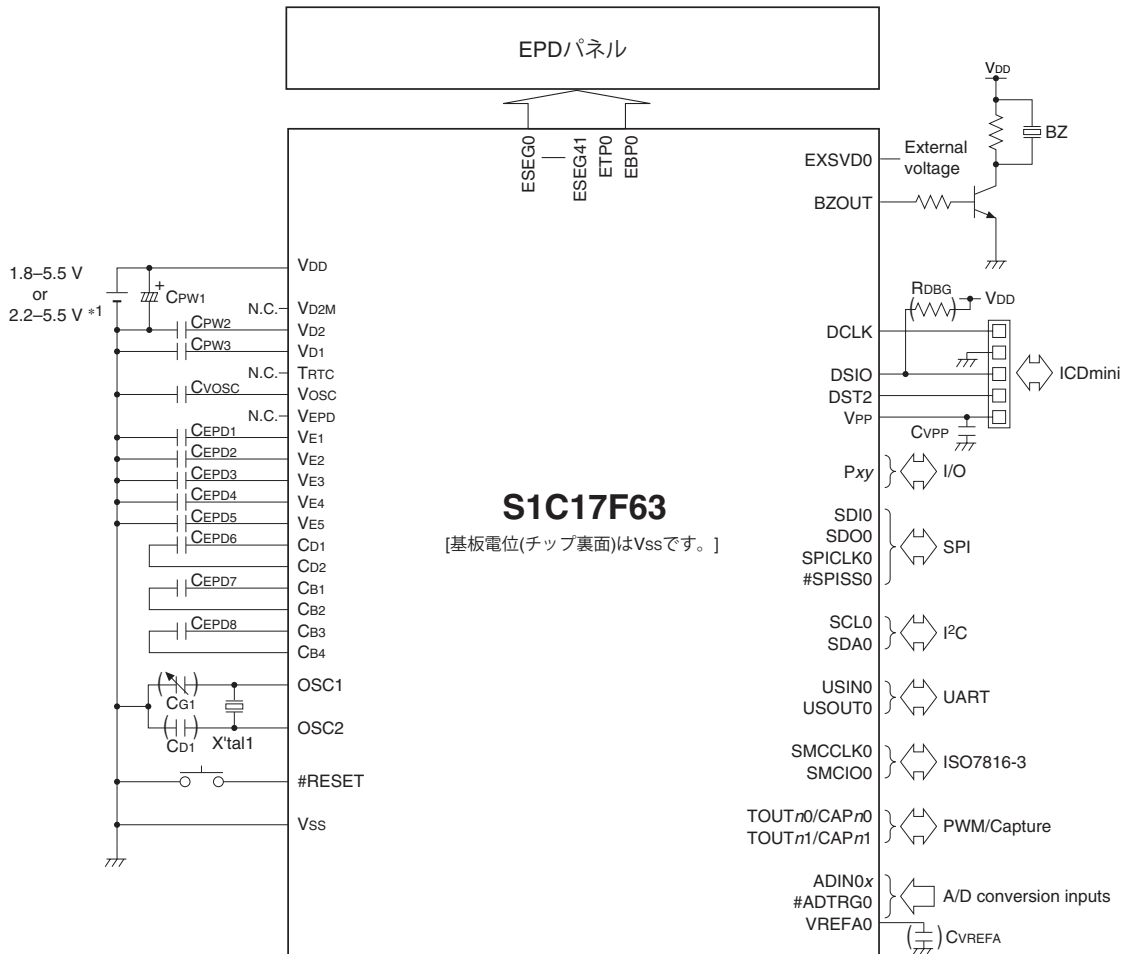 EPDパネル
ESEG0
ESEG41
ETP0
EBP0
VDD
BZ
EXSVD0
External
voltage
BZOUT
1.8–5.5 V
or
2.2–5.5 V *1
+
CPW1
VDD
N.C.
VD2M
CPW2
VD2
CPW3
VD1
N.C.
TRTC
CVOSC
VOSC
N.C.
VEPD
CEPD1
VE1
CEPD2
VE2
CEPD3
VE3
CEPD4
VE4
CEPD5
VE5
CEPD6
CD1
CD2
CEPD7
CB1
CB2
CEPD8
CB3
CB4
CG1
OSC1
CD1
X'tal1
OSC2
#RESET
VSS
S1C17F63
[基板電位(チップ裏面)はVSSです。]
RDBG
VDD
DCLK
DSIO
ICDmini
DST2
VPP
CVPP
Pxy
I/O
SDI0
SDO0
SPICLK0
#SPISS0
SPI
SCL0
SDA0
I2C
USIN0
USOUT0
UART
SMCCLK0
SMCIO0
ISO7816-3
TOUTn0/CAPn0
TOUTn1/CAPn1
PWM/Capture
ADIN0x
#ADTRG0
A/D conversion inputs
VREFA0
CVREFA